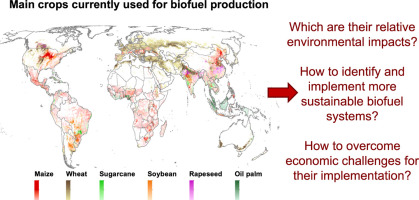 Main crops currently used for biofuel production
Which are their relative
environmental impacts?
How to identify and
implement more
sustainable biofuel
systems?
How to overcome
economic challenges for
their implementation?
Maize Wheat Sugarcane Soybean Rapeseed Oil palm